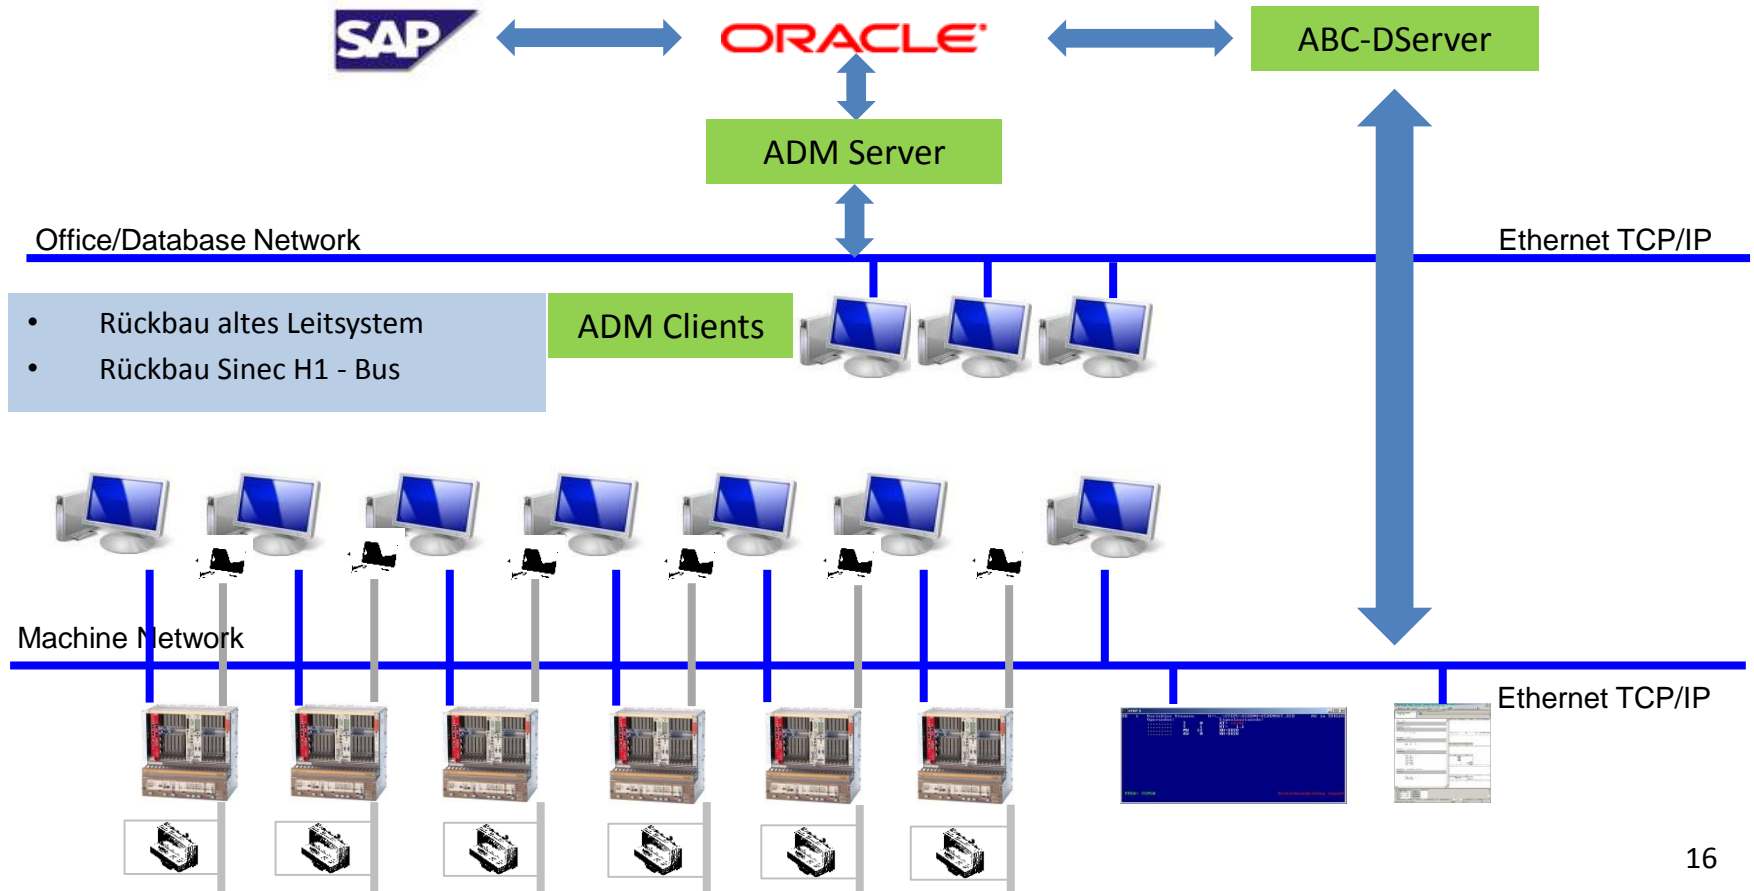 SAP
ORACLE
ABC-DServer
ADM Server
Office/Database Network
Ethernet TCP/IP
• Rückbau altes Leitsystem
• Rückbau Sinec H1 - Bus
ADM Clients
Machine Network
Ethernet TCP/IP
16